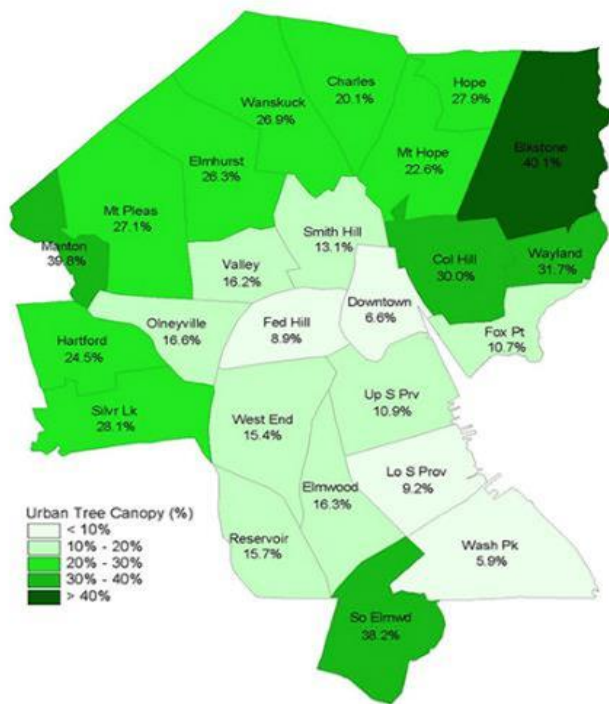 Charles
20.1%
Hope
27.9%
Wanskuck
26.9%
Blkstone
40.1%
Mt Hope
22.6%
Elmhurst
26.3%
Mt Pleas
27.1%
Smith Hill
13.1%
Manton
39.8%
Valley
16.2%
Col Hill
30.0%
Wayland
31.7%
Downtown
6.6%
Olneyville
16.6%
Fed Hill
8.9%
Fox Pt
10.7%
Hartford
24.5%
Up S Prv
10.9%
Silvr Lk
28.1%
West End
15.4%
Lo S Prov
9.2%
Elmwood
16.3%
Reservoir
15.7%
Wash Pk
5.9%
So Elmwd
38.2%
Urban Tree Canopy (%)
< 10%
10% - 20%
20% - 30%
30% - 40%
> 40%